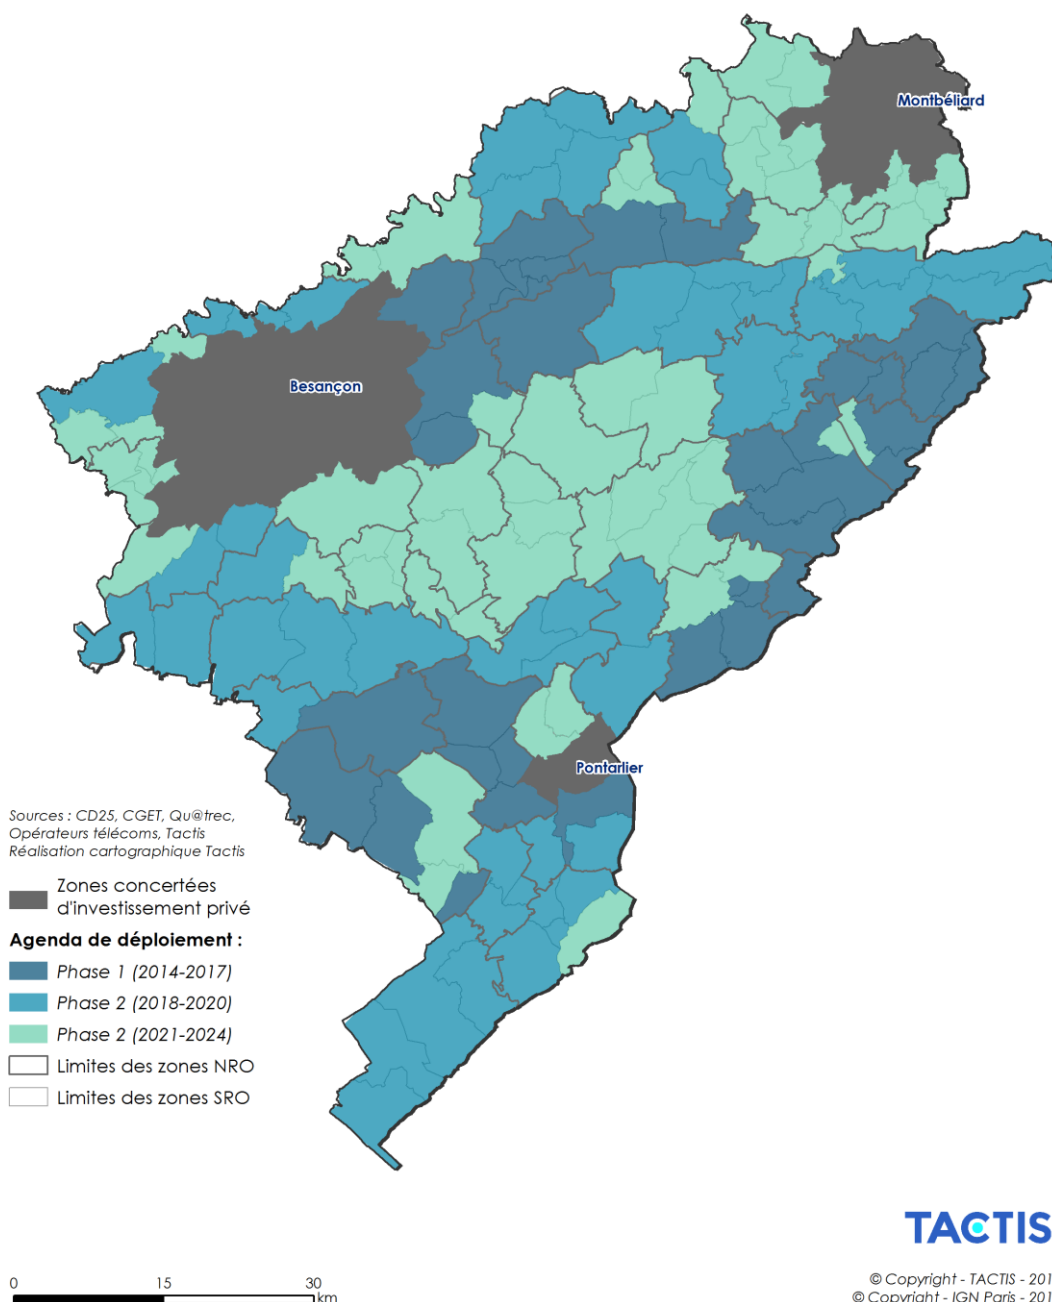 Montbéliard
Besançon
Pontarlier
Sources : CD25, CGET, Qu@trec,
Opérateurs télécoms, Tactis
Réalisation cartographique Tactis
Zones concertées
d'investissement privé
Agenda de déploiement :
Phase 1 (2014-2017)
Phase 2 (2018-2020)
Phase 2 (2021-2024)
Limites des zones NRO
Limites des zones SRO
TACTIS
0 15 30
km
© Copyright - TACTIS - 201
© Copyright - IGN Paris - 201